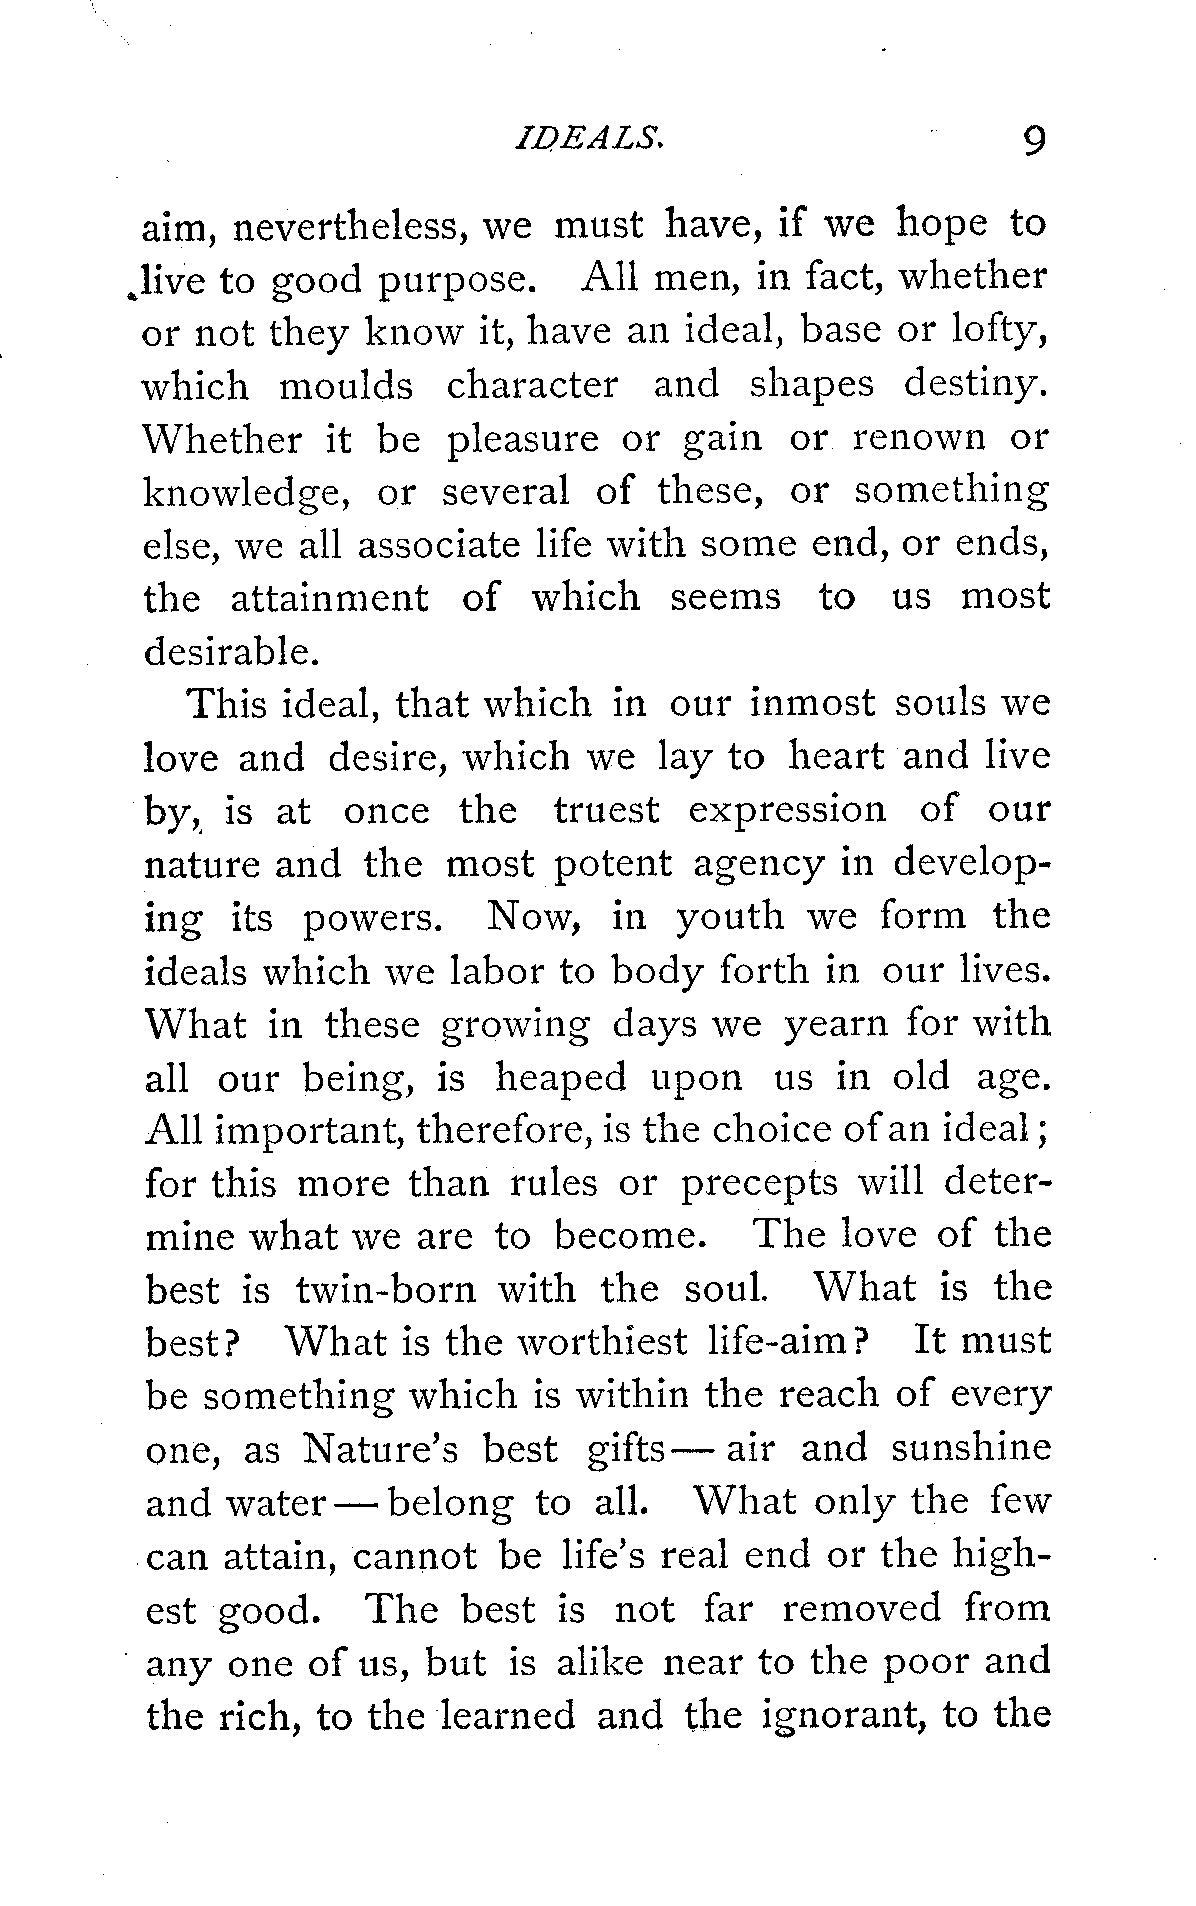 IDEALS. 9
aim, nevertheless, we must have, if we hope to
live to good purpose. All men, in fact, whether
or not they know it, have an ideal, base or lofty,
which moulds character and shapes destiny.
Whether it be pleasure or gain or renown or
knowledge, or several of these, or something
else, we all associate life with some end, or ends,
the attainment of which seems to us most
desirable.
This ideal, that which in our inmost souls we
love and desire, which we lay to heart and live
by, is at once the truest expression of our
nature and the most potent agency in develop-
ing its powers. Now, in youth we form the
ideals which we labor to body forth in our lives.
What in these growing days we yearn for with
all our being, is heaped upon us in old age.
All important, therefore, is the choice of an ideal;
for this more than rules or precepts will deter-
mine what we are to become. The love of the
best is twin-born with the soul. What is the
best? What is the worthiest life-aim? It must
be something which is within the reach of every
one, as Nature's best gifts— air and sunshine
and water — belong to all. What only the few
can attain, cannot be life's real end or the high-
est good. The best is not far removed from
any one of us, but is alike near to the poor and
the rich, to the learned and the ignorant, to the